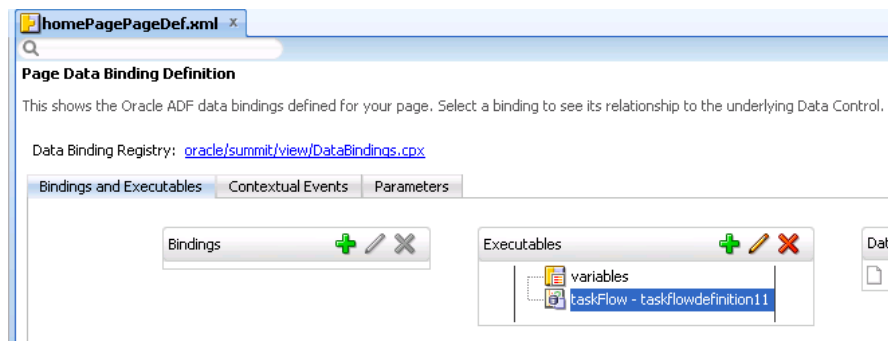 homePagePageDef.xml x
Page Data Binding Definition
This shows the Oracle ADF data bindings defined for your page. Select a binding to see its relationship to the underlying Data Control.
Data Binding Registry: oracle/summit/view/DataBindings.cpx
Bindings and Executables Contextual Events Parameters
Bindings Executables Dat
variables
taskFlow - taskflowdefinition11